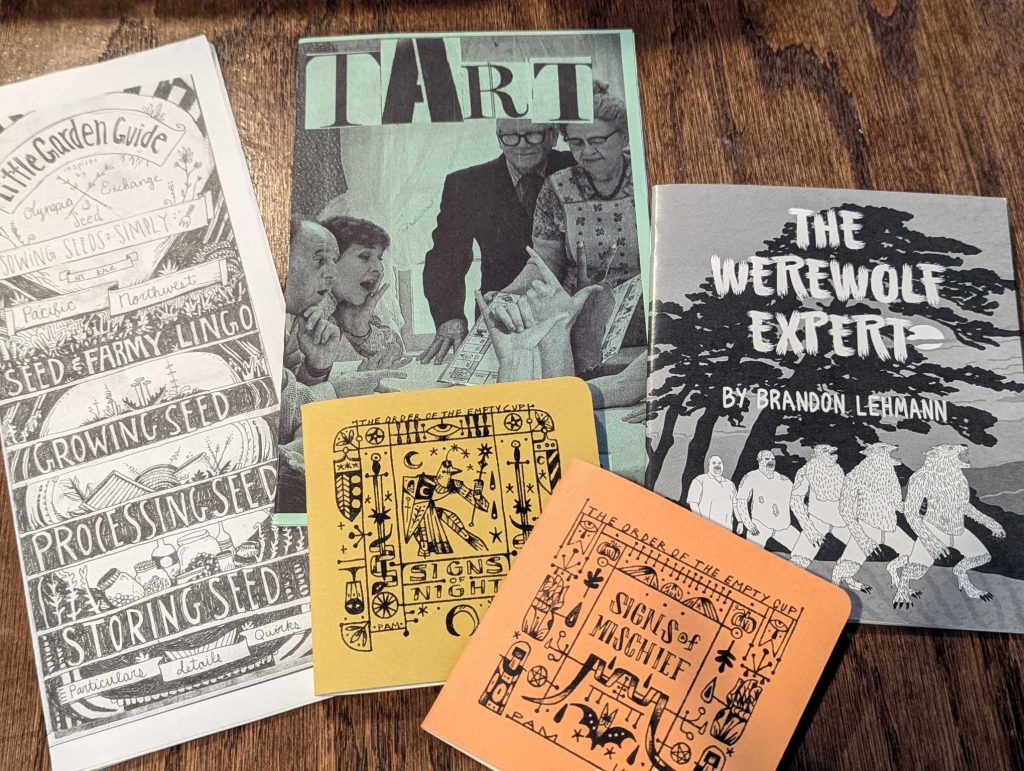 Little Garden Guide
inspired
Olympia Seed Exchange
SOWING SEEDS SIMPLY
in the
Pacific Northwest
SEED & FARMY LINGO
GROWING SEED
PROCESSING SEED
STORING SEED
Particulars details Quirks
TART
THE WEREWOLF EXPERT
BY BRANDON LEHMANN
THE ORDER OF THE EMPTY CUP
SIGNS
OF
NIGHT
PAM
THE ORDER OF THE EMPTY CUP
SIGNS of
MISCHIEF
PAM